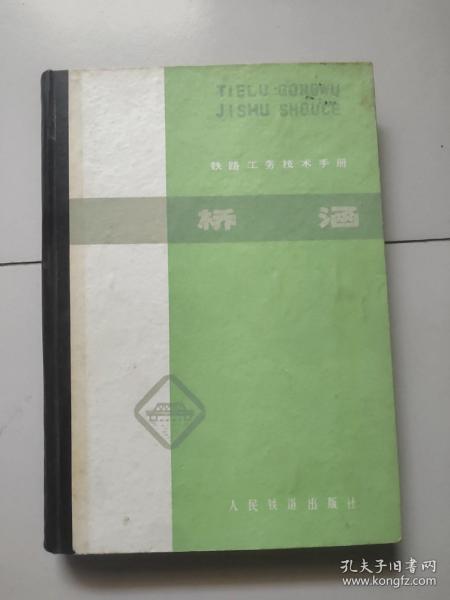 TIELU GONGWU
JISHU SHOUCE
铁路工务技术手册
桥 涵
人民铁道出版社
孔夫子旧书网
www.kongfz.com